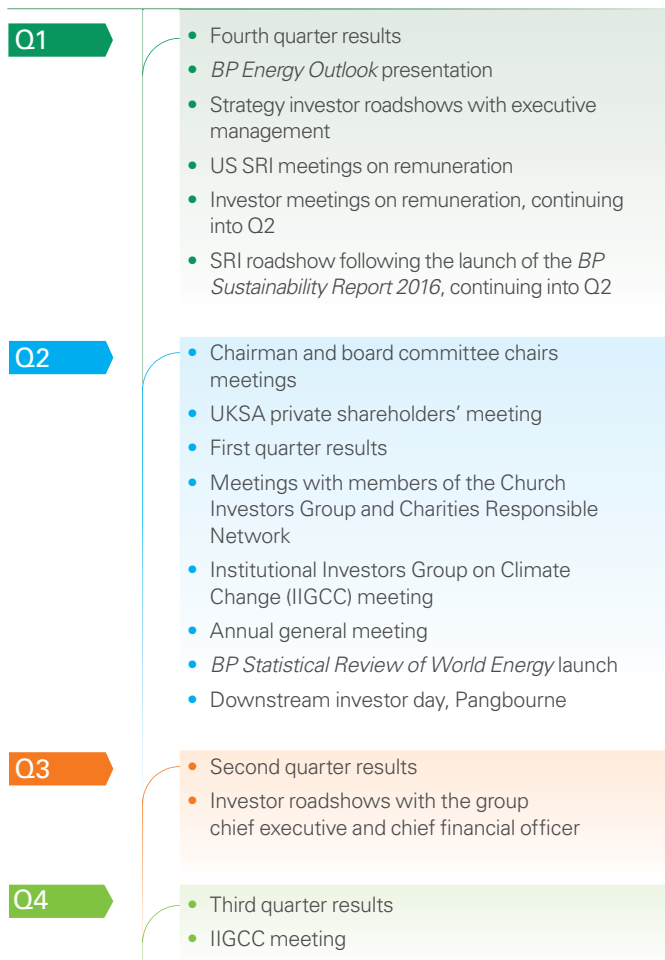 Q1
• Fourth quarter results
• BP Energy Outlook presentation
• Strategy investor roadshows with executive
management
• US SRI meetings on remuneration
• Investor meetings on remuneration, continuing
into Q2
• SRI roadshow following the launch of the BP
Sustainability Report 2016, continuing into Q2
Q2
• Chairman and board committee chairs
meetings
• UKSA private shareholders’ meeting
• First quarter results
• Meetings with members of the Church
Investors Group and Charities Responsible
Network
• Institutional Investors Group on Climate
Change (IIGCC) meeting
• Annual general meeting
• BP Statistical Review of World Energy launch
• Downstream investor day, Pangbourne
Q3
• Second quarter results
• Investor roadshows with the group
chief executive and chief financial officer
Q4
• Third quarter results
• IIGCC meeting